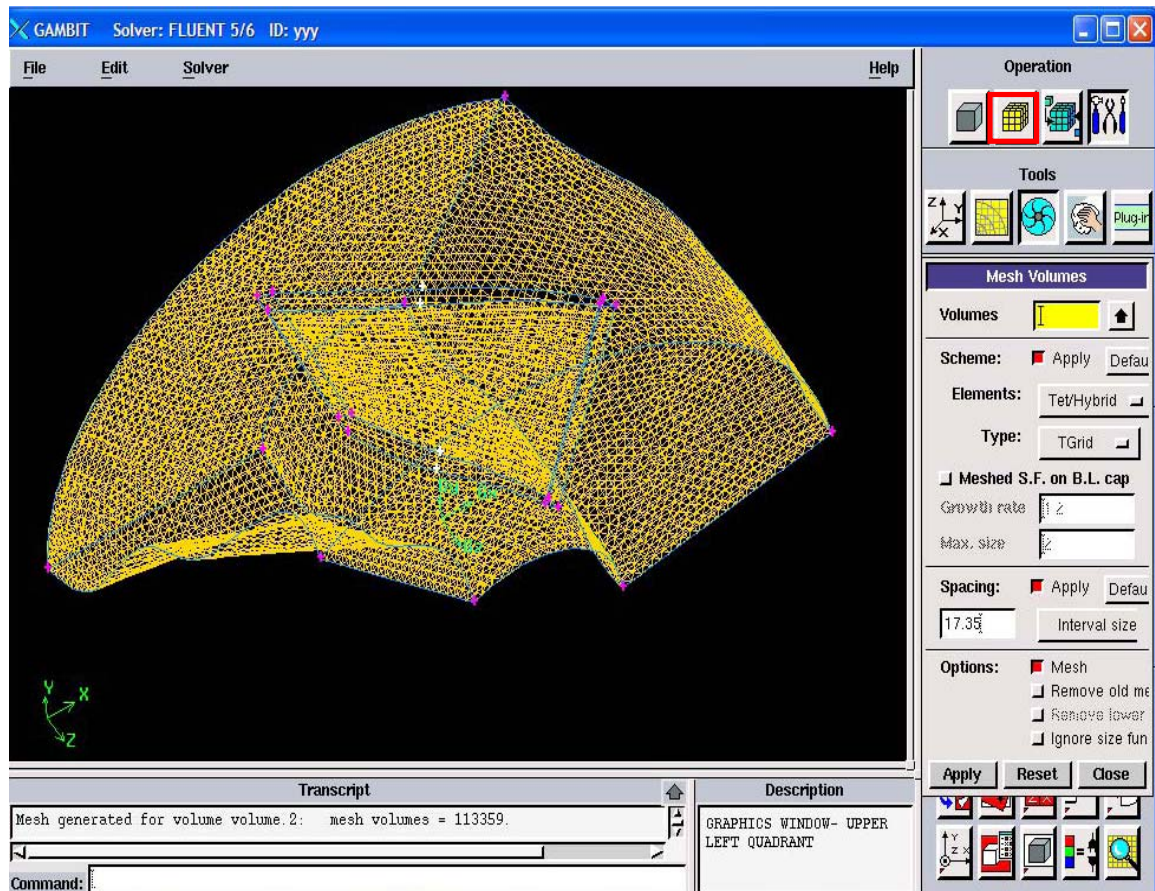 GAMBIT Solver: FLUENT 5/6 ID: yyy
File Edit Solver Help
Operation
Tools
Z Y X
Plug-in
Mesh Volumes
Volumes
Scheme: Apply Defau
Elements: Tet/Hybrid
Type: TGrid
Meshed S.F. on B.L. cap
Growth rate 1.2
Max. size 2
Spacing: Apply Defau
17.35 Interval size
Options: Mesh
Remove old me
Remove lower
Ignore size fun
Apply Reset Close
Y X
Z
Transcript
Mesh generated for volume volume.2: mesh volumes = 113359.
Description
GRAPHICS WINDOW- UPPER
LEFT QUADRANT
Command: